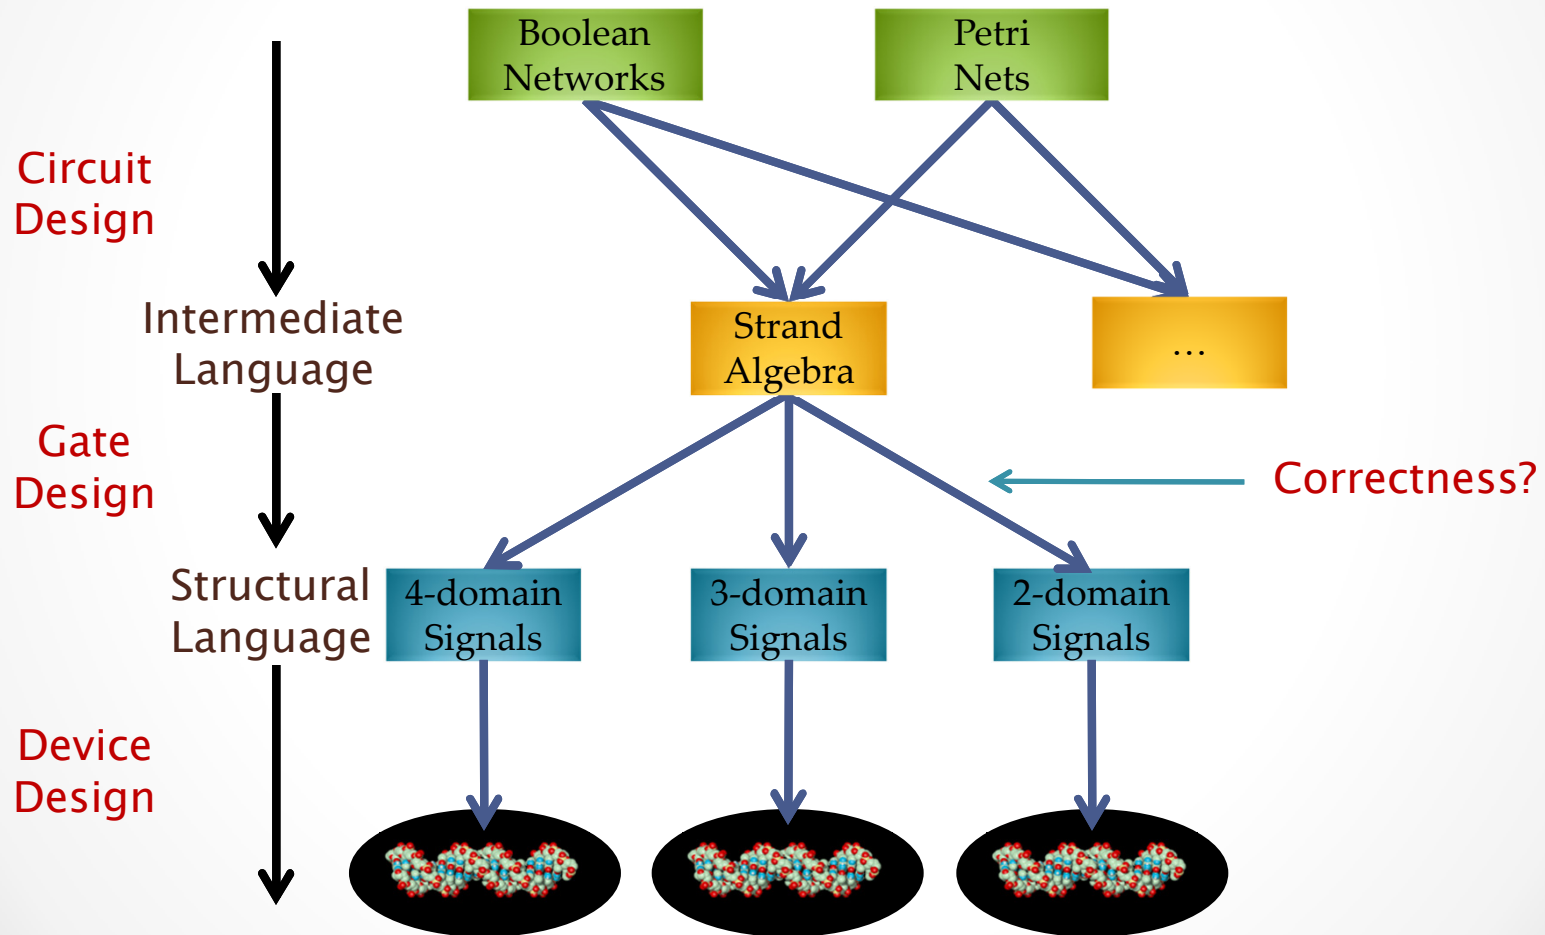 Boolean
Networks
Petri
Nets
Circuit
Design
Intermediate
Language
Strand
Algebra
...
Gate
Design
Correctness?
Structural
Language
4-domain
Signals
3-domain
Signals
2-domain
Signals
Device
Design